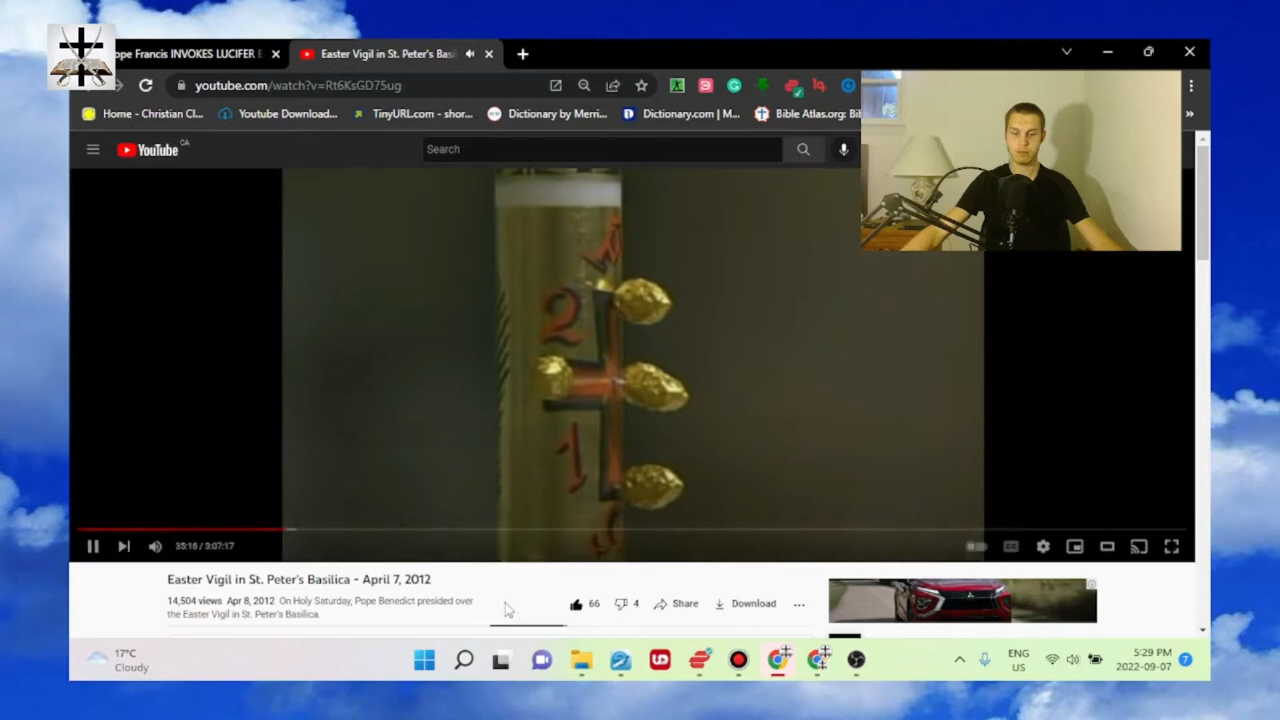 ope Francis INVOKES LUCIFER E
Easter Vigil in St. Peter's Basi
youtube.com/watch?v=Rt6KsGD75ug
Home - Christian Cl...
Youtube Download...
TinyURL.com - shor...
Dictionary by Merri...
Dictionary.com | M...
Bible Atlas.org: Bib
YouTube CA
Search
2
1
35:16 / 3:07:17
Easter Vigil in St. Peter's Basilica - April 7, 2012
14,504 views Apr 8, 2012 On Holy Saturday, Pope Benedict presided over
the Easter Vigil in St. Peter's Basilica.
66
4
Share
Download
17°C
Cloudy
ENG
US
5:29 PM
2022-09-07
7